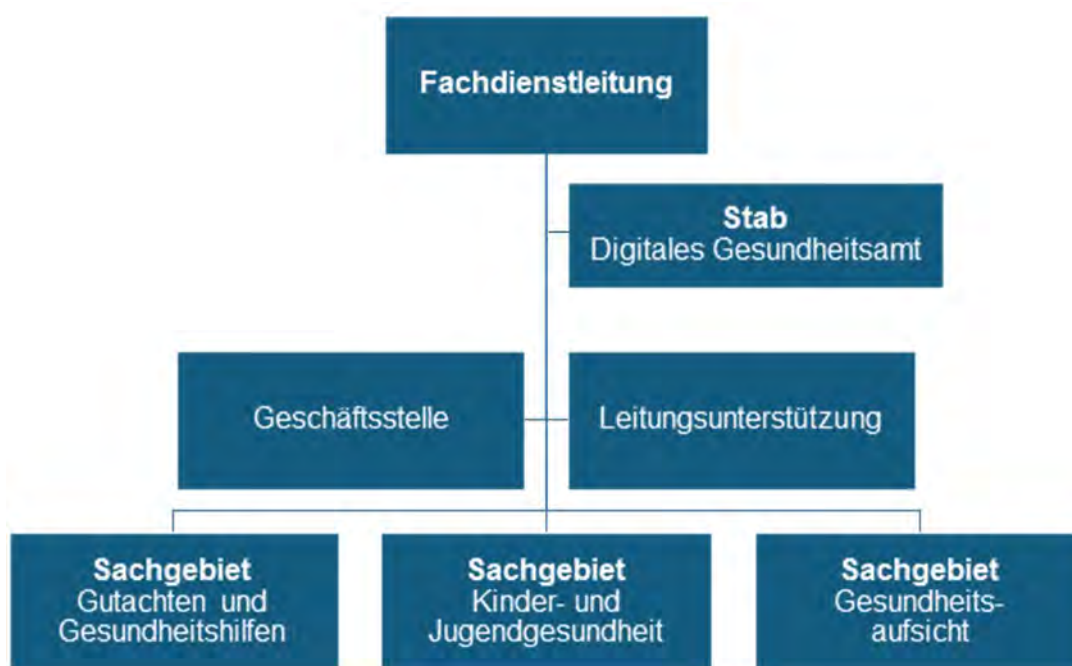 Fachdienstleitung
Stab
Digitales Gesundheitsamt
Geschäftsstelle
Leitungsunterstützung
Sachgebiet
Gutachten und
Gesundheitshilfen
Sachgebiet
Kinder- und
Jugendgesundheit
Sachgebiet
Gesundheits-
aufsicht